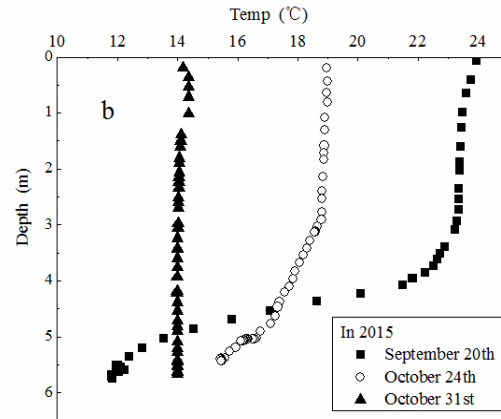 Temp (℃)
10 12 14 16 18 20 22 24
0
1
2
3
4
5
6
Depth (m)
b
In 2015
September 20th
October 24th
October 31st